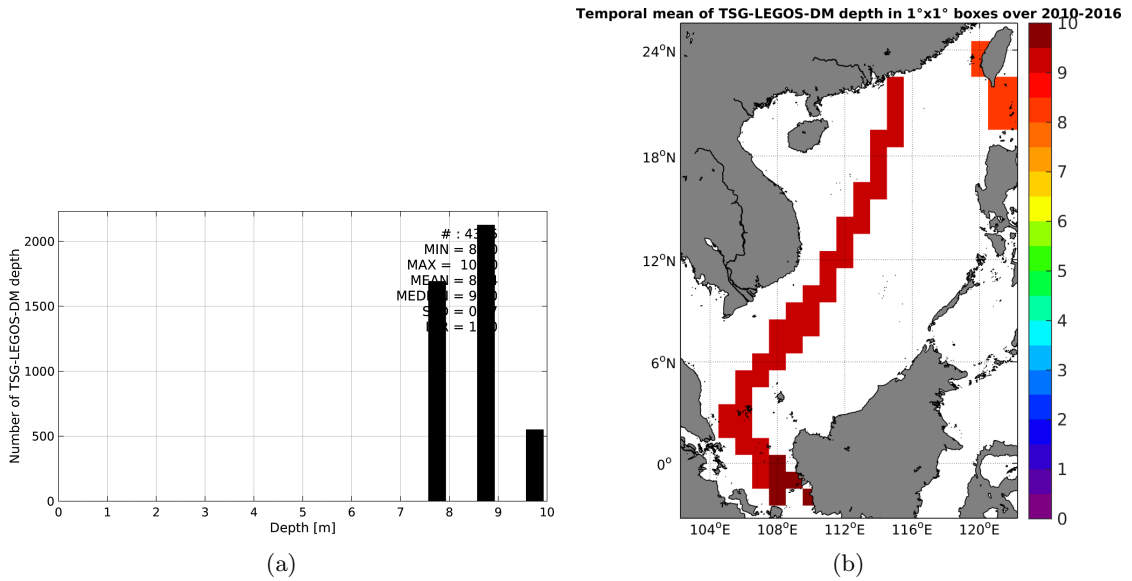 Temporal mean of TSG-LEGOS-DM depth in 1°x1° boxes over 2010-2016
Number of TSG-LEGOS-DM depth
2000
1500
1000
500
0
# :
MIN =
MAX =
MEAN =
=
=
=
0 1 2 3 4 5 6 7 8 9 10
Depth [m]
(a)
24°N
18°N
12°N
6°N
0°
104°E 108°E 112°E 116°E 120°E
10
9
8
7
6
5
4
3
2
1
0
(b)